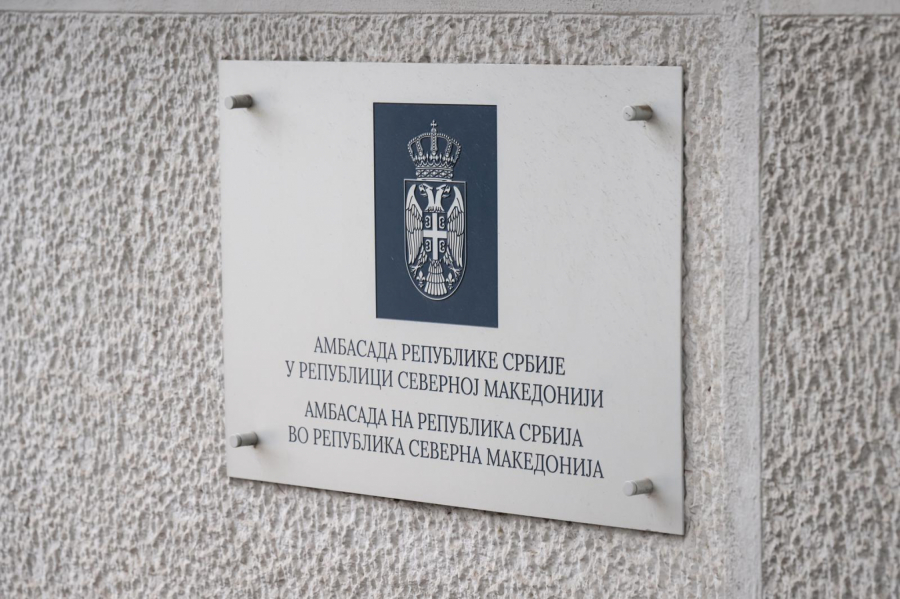 АМБАСАДА РЕПУБЛИКЕ СРБИЈЕ
У РЕПУБЛИЦИ СЕВЕРНОЈ МАКЕДОНИЈИ
АМБАСАДА НА РЕПУБЛИКА СРБИЈА
ВО РЕПУБЛИКА СЕВЕРНА МАКЕДОНИЈА